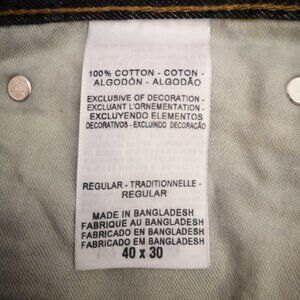 100% COTTON - COTON -
ALGODÓN - ALGODÃO
EXCLUSIVE OF DECORATION -
EXCLUANT L'ORNEMENTATION -
EXCLUYENDO ELEMENTOS
DECORATIVOS - EXCLUINDO DECORACÃO
REGULAR - TRADITIONNELLE -
REGULAR
MADE IN BANGLADESH
FABRIQUE AU BANGLADESH
FABRICADO EN BANGLADESH
FABRICADO EM BANGLADESH
40 x 30